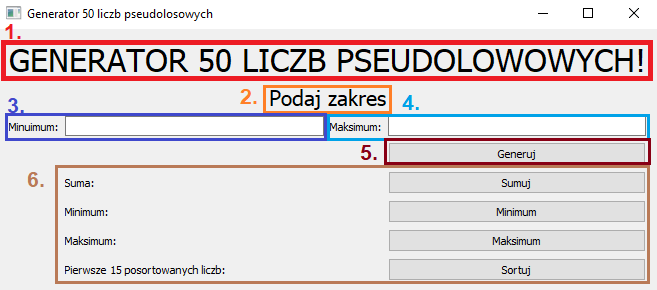 Generator 50 liczb pseudolosowych
1.
GENERATOR 50 LICZB PSEUDOLOWOWYCH!
2. Podaj zakres
3. 4.
Minuimum: Maksimum:
5. Generuj
6.
Suma: Sumuj
Minimum: Minimum
Maksimum: Maksimum
Pierwsze 15 posortowanych liczb: Sortuj